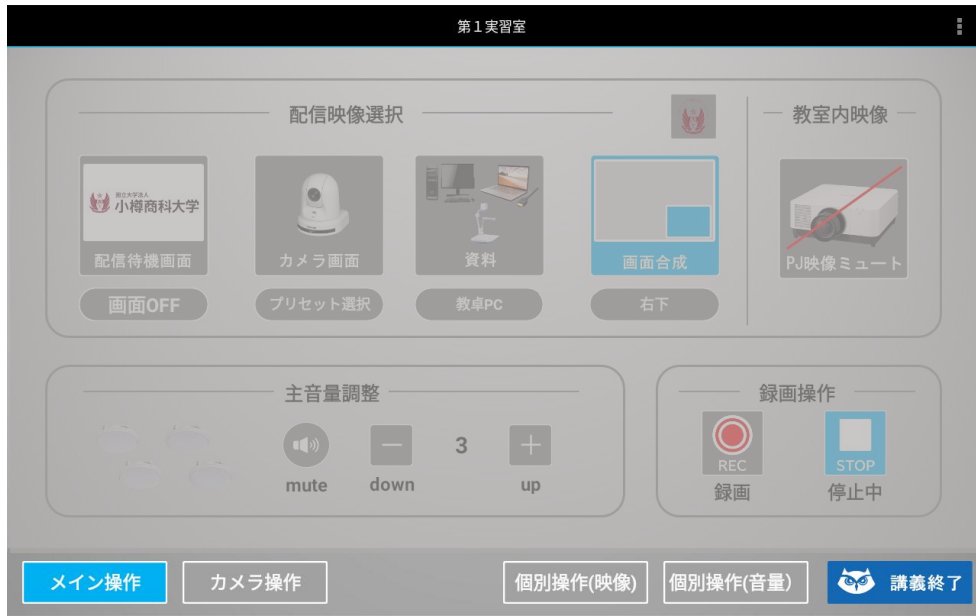 第1実習室
配信映像選択
教室内映像
国立大学法人
小樽商科大学
配信待機画面
カメラ画面
資料
画面合成
PJ映像ミュート
画面OFF
プリセット選択
教卓PC
右下
主音量調整
録画操作
3
REC
STOP
mute
down
up
録画
停止中
メイン操作
カメラ操作
個別操作(映像)
個別操作(音量)
講義終了